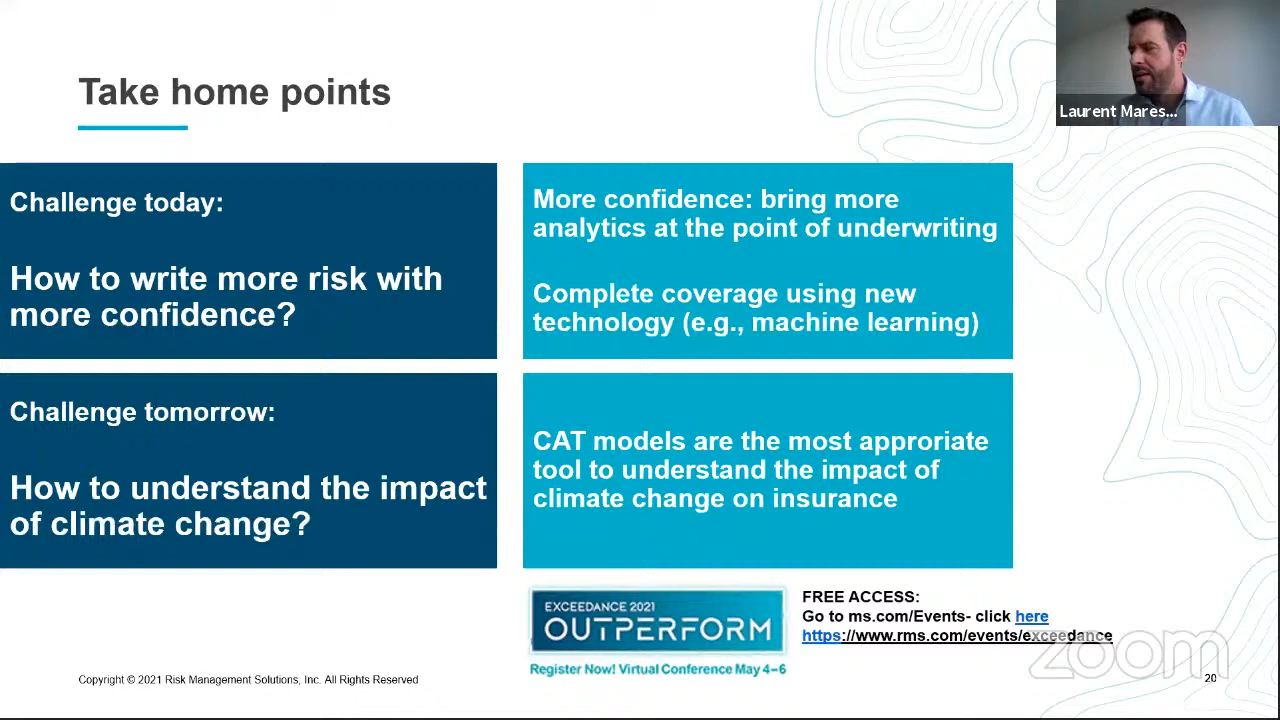 Take home points
Laurent Mares...
Challenge today:
How to write more risk with
more confidence?
More confidence: bring more
analytics at the point of underwriting
Complete coverage using new
technology (e.g., machine learning)
Challenge tomorrow:
How to understand the impact
of climate change?
CAT models are the most approriate
tool to understand the impact of
climate change on insurance
EXCEEDANCE 2021
OUTPERFORM
Register Now! Virtual Conference May 4–6
FREE ACCESS:
Go to ms.com/Events- click here
https://www.rms.com/events/exceedance
zoom
Copyright © 2021 Risk Management Solutions, Inc. All Rights Reserved
20